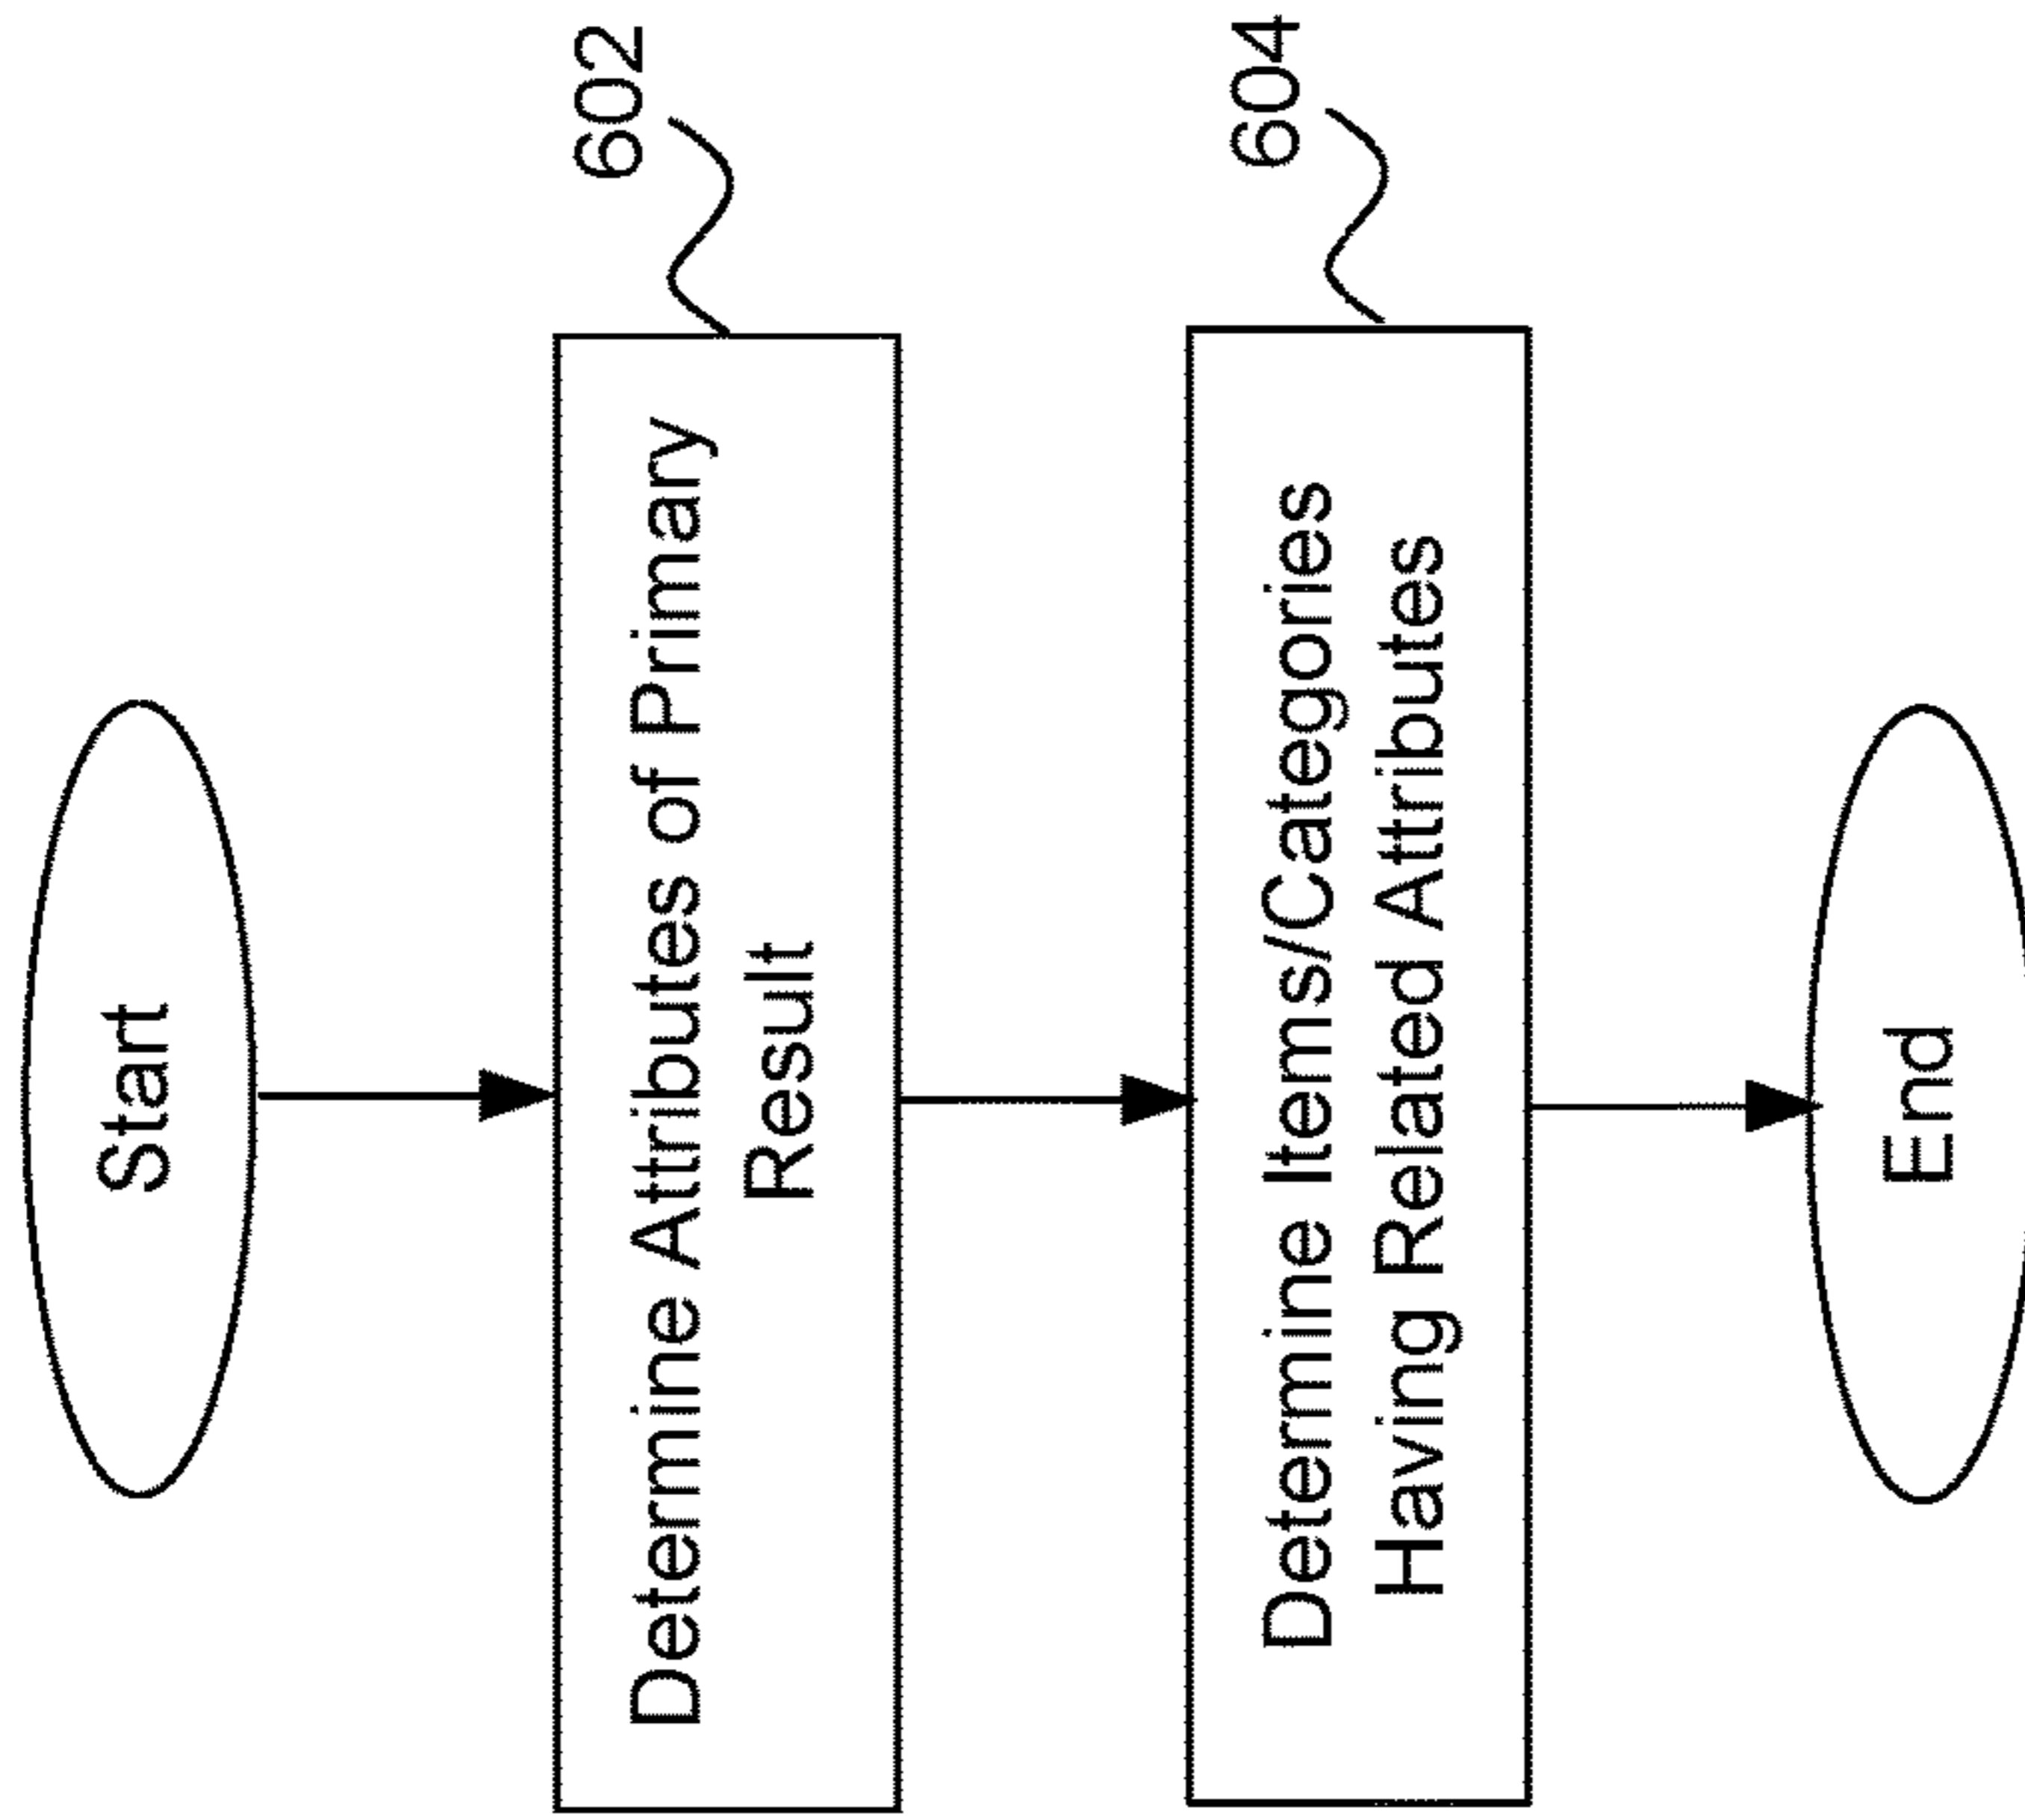 Start
602
Determine Attributes of Primary
Result
604
Determine Items/Categories
Having Related Attributes
End